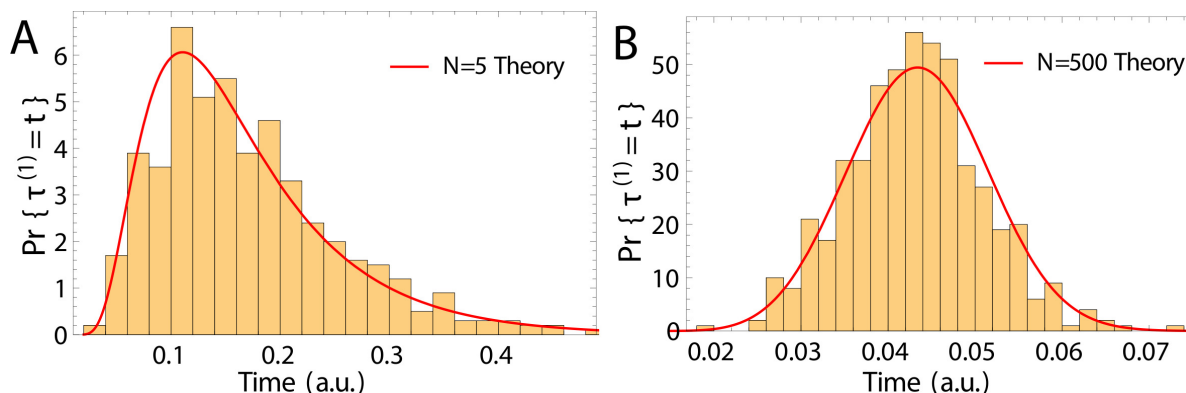 A
Pr { τ(1) = t }
6
5
4
3
2
1
0
N=5 Theory
0.1 0.2 0.3 0.4
Time (a.u.)
B
Pr { τ(1) = t }
50
40
30
20
10
0
N=500 Theory
0.02 0.03 0.04 0.05 0.06 0.07
Time (a.u.)